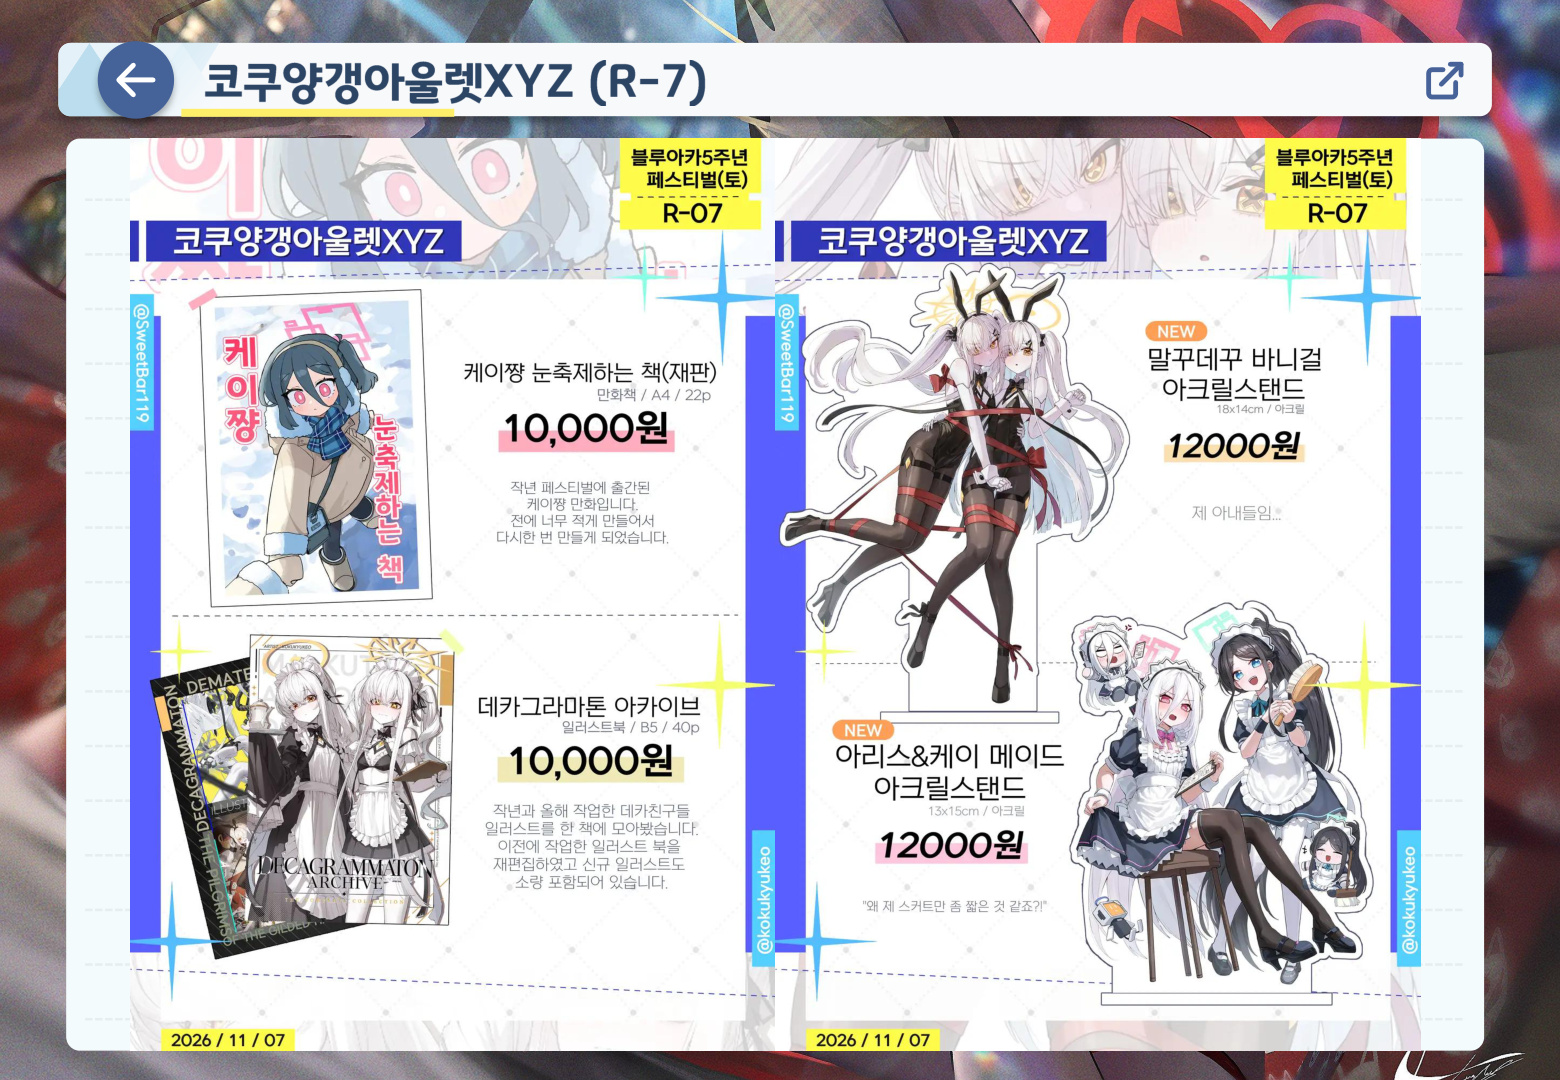 코쿠양갱아울렛XYZ (R-7)
블루아카5주년
페스티벌(토)
R-07
코쿠양갱아울렛XYZ
@SweetBar119
케이쨩
눈축제하는 책
케이쨩 눈축제하는 책(재판)
만화책 / A4 / 22p
10,000원
작년 페스티벌에 출간된
케이쨩 만화입니다.
전에 너무 적게 만들어서
다시한 번 만들게 되었습니다.
DECAGRAMMATON
ARCHIVE
데카그라마톤 아카이브
일러스트북 / B5 / 40p
10,000원
작년과 올해 작업한 데카친구들
일러스트를 한 책에 모아봤습니다.
이전에 작업한 일러스트 북을
재편집하였고 신규 일러스트도
소량 포함되어 있습니다.
@kokukyukeo
2026 / 11 / 07
블루아카5주년
페스티벌(토)
R-07
코쿠양갱아울렛XYZ
@SweetBar119
NEW
말꾸데꾸 바니걸
아크릴스탠드
18x14cm / 아크릴
12000원
제 아내들임...
NEW
아리스&케이 메이드
아크릴스탠드
13x15cm / 아크릴
12000원
"왜 제 스커트만 좀 짧은 것 같죠?!"
@kokukyukeo
2026 / 11 / 07